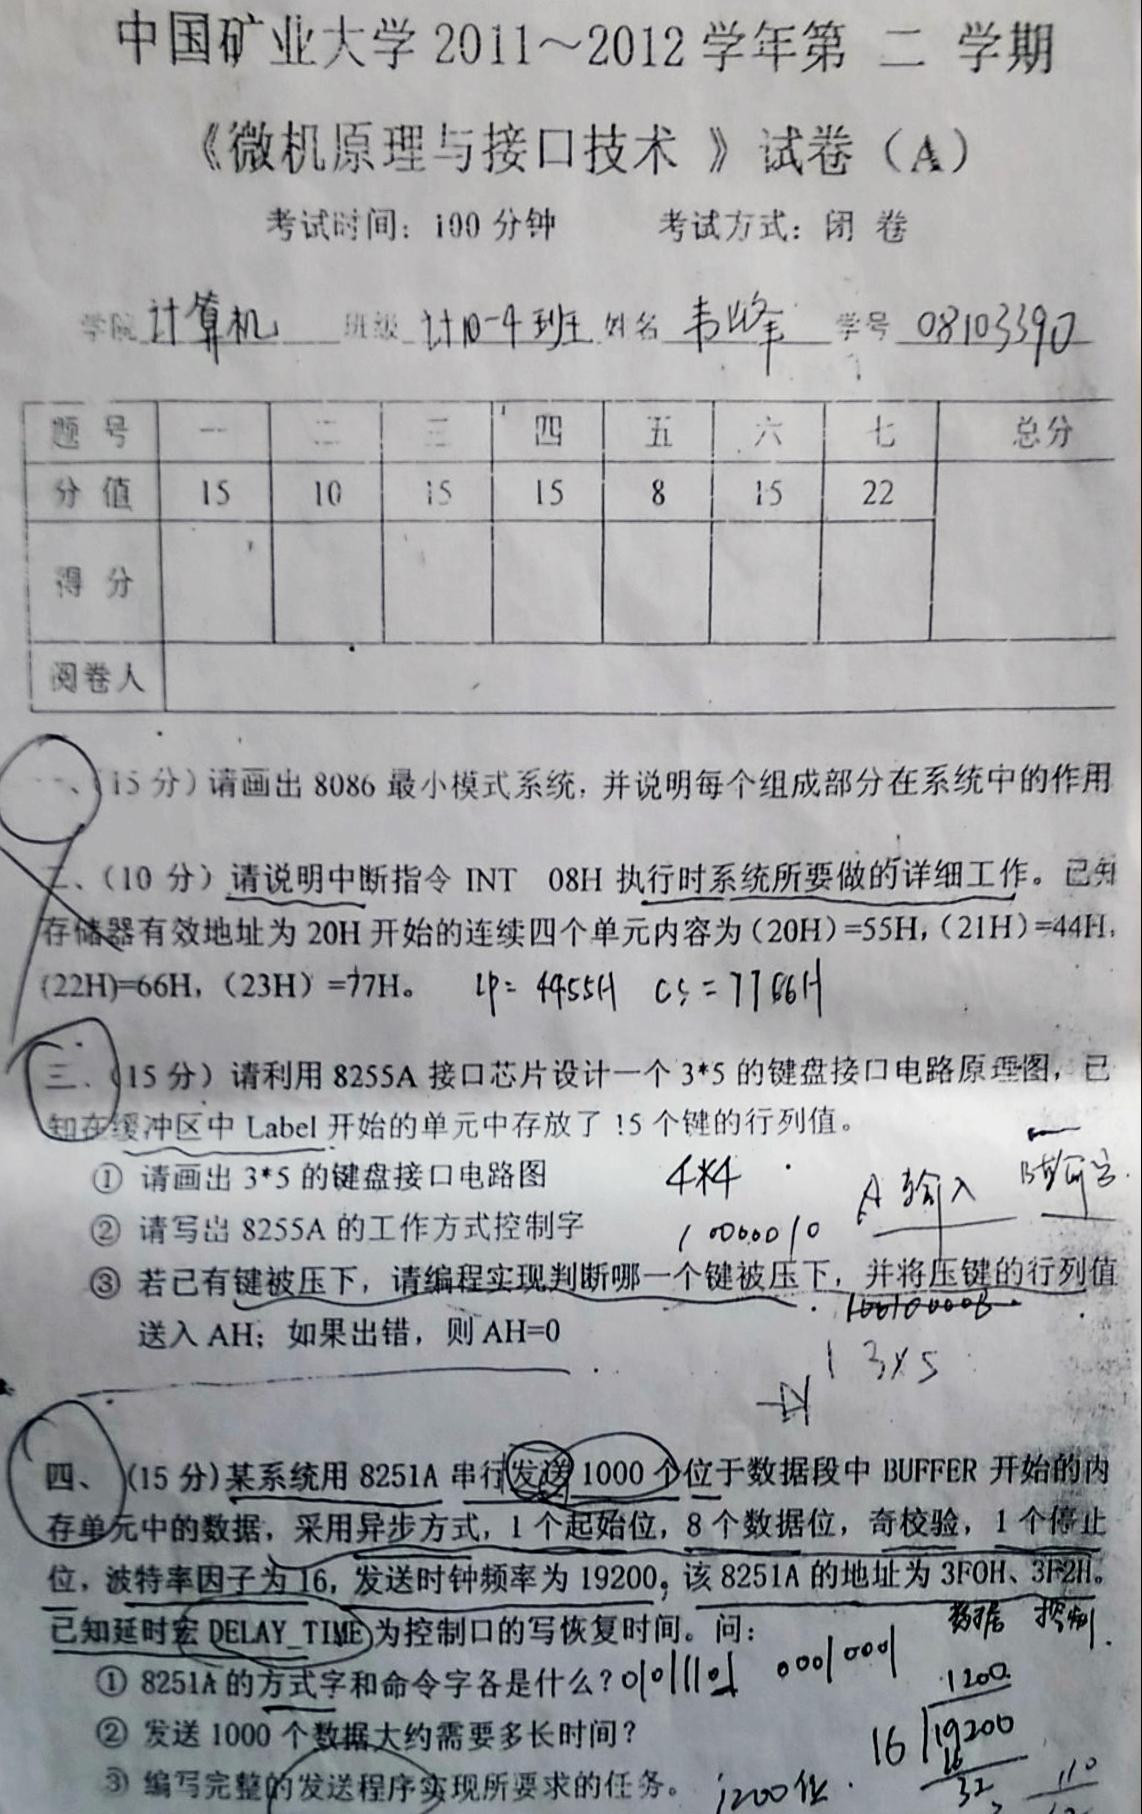 中国矿业大学 2011～2012 学年第 二 学期
《微机原理与接口技术 》试卷（A）
考试时间：100 分钟 考试方式：闭 卷
学院 计算机 班级 计10-4班 姓名 韦峰 学号 08103390
题 号 一 二 三 四 五 六 七 总分
分 值 15 10 15 15 8 15 22
得 分
阅卷人
一、（15 分）请画出 8086 最小模式系统，并说明每个组成部分在系统中的作用
二、（10 分）请说明中断指令 INT 08H 执行时系统所要做的详细工作。已知
存储器有效地址为 20H 开始的连续四个单元内容为（20H）=55H，（21H）=44H，
(22H)=66H，（23H）=77H。 IP= 4455H CS = 7766H
三、（15 分）请利用 8255A 接口芯片设计一个 3*5 的键盘接口电路原理图，已
知在缓冲区中 Label 开始的单元中存放了 15 个键的行列值。
① 请画出 3*5 的键盘接口电路图 4*4 A 输入 B输出
② 请写出 8255A 的工作方式控制字 10000010
③ 若已有键被压下，请编程实现判断哪一个键被压下，并将压键的行列值
10010000B
送入 AH；如果出错，则 AH=0
3×5
四、（15 分）某系统用 8251A 串行发送 1000 个位于数据段中 BUFFER 开始的内
存单元中的数据，采用异步方式，1 个起始位，8 个数据位，奇校验，1 个停止
位，波特率因子为 16，发送时钟频率为 19200，该 8251A 的地址为 3F0H、3F2H。
数据 控制
已知延时宏 DELAY_TIME 为控制口的写恢复时间。问：
① 8251A 的方式字和命令字各是什么？01011101 00010001
1200
② 发送 1000 个数据大约需要多长时间？ 16 19200
16
③ 编写完整的发送程序实现所要求的任务。 1200位 32 110